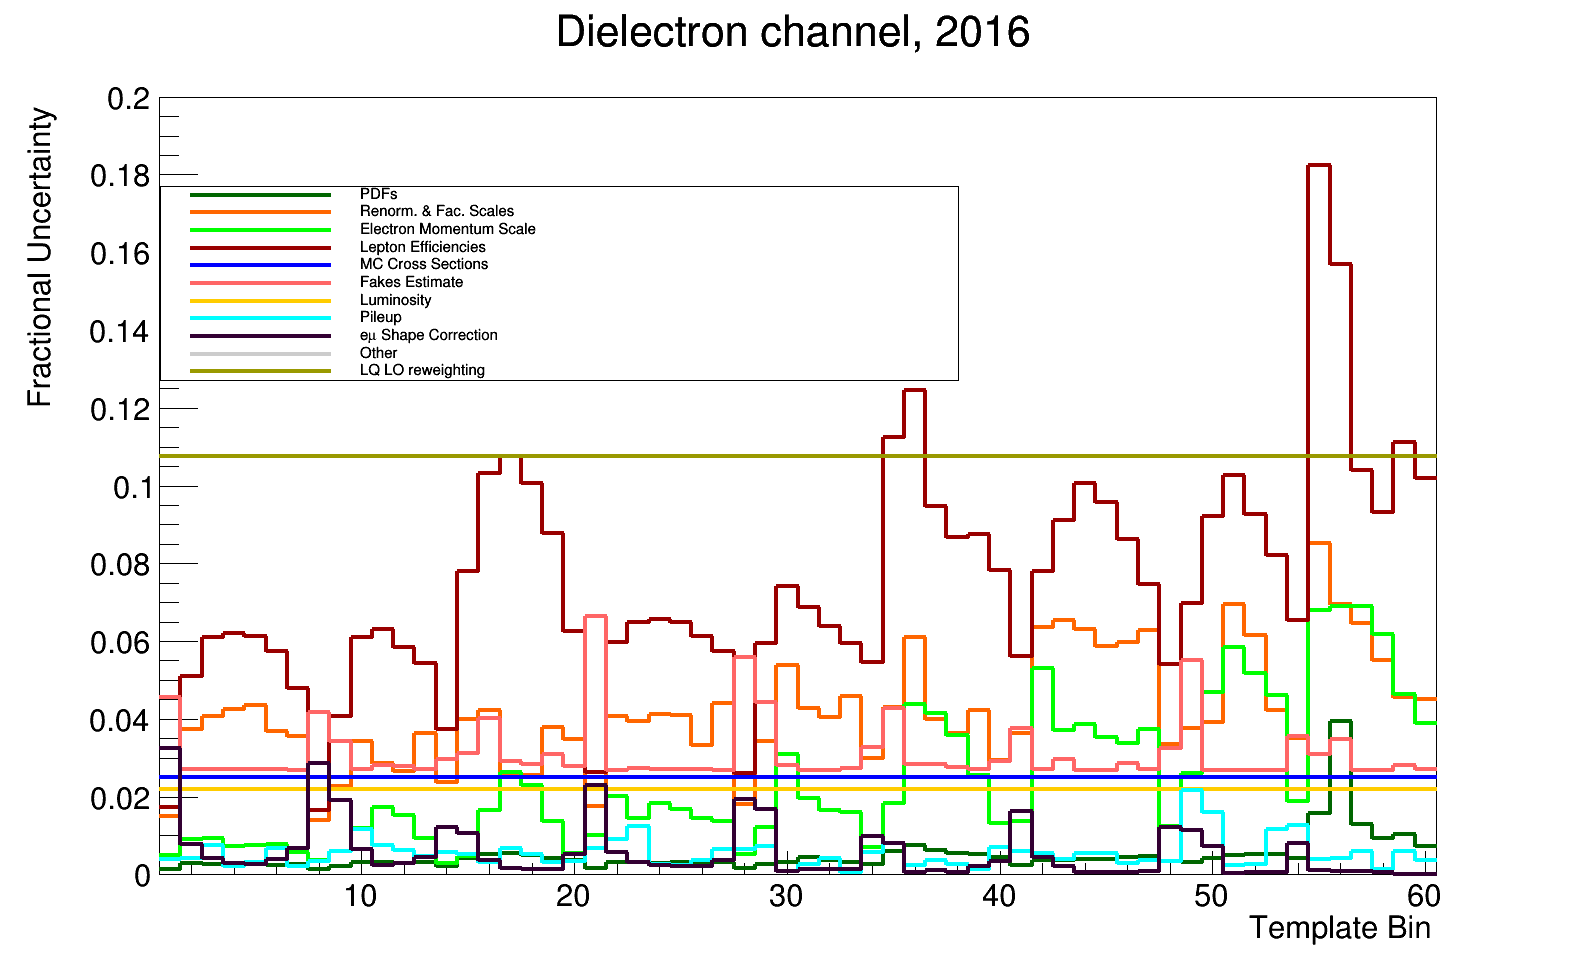 Dielectron channel, 2016
Fractional Uncertainty
0.2
0.18
0.16
0.14
0.12
0.1
0.08
0.06
0.04
0.02
0
PDFs
Renorm. & Fac. Scales
Electron Momentum Scale
Lepton Efficiencies
MC Cross Sections
Fakes Estimate
Luminosity
Pileup
eμ Shape Correction
Other
LQ LO reweighting
10 20 30 40 50 60
Template Bin